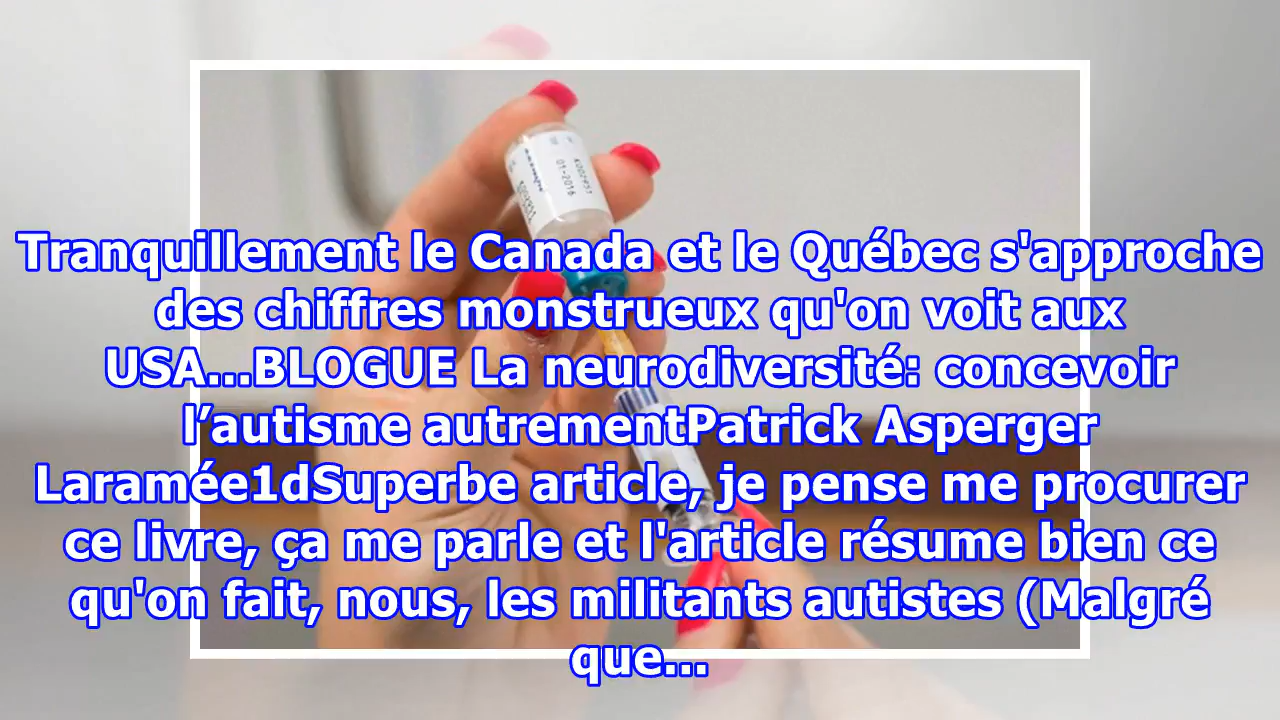 01-2016
Tranquillement le Canada et le Québec s'approche
des chiffres monstrueux qu'on voit aux
USA...BLOGUE La neurodiversité: concevoir
l’autisme autrementPatrick Asperger
Laramée1dSuperbe article, je pense me procurer
ce livre, ça me parle et l'article résume bien ce
qu'on fait, nous, les militants autistes (Malgré
que...